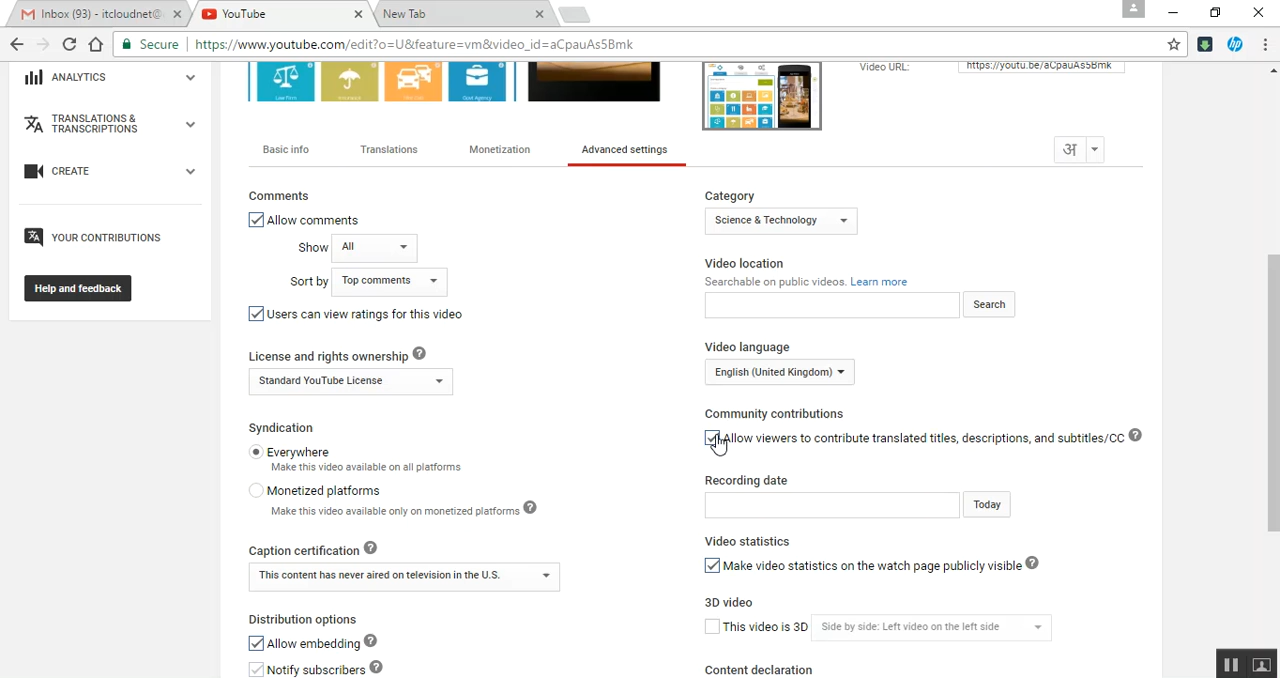 Inbox (93) - itcloudnet@
YouTube
New Tab
Secure
https://www.youtube.com/edit?o=U&feature=vm&video_id=aCpauAs5Bmk
ANALYTICS
TRANSLATIONS &
TRANSCRIPTIONS
CREATE
YOUR CONTRIBUTIONS
Help and feedback
Law Firm
Insurance
Govt Agency
Video URL:
https://youtu.be/aCpauAs5Bmk
Basic info
Translations
Monetization
Advanced settings
अ
Comments
Allow comments
Show
All
Sort by
Top comments
Users can view ratings for this video
License and rights ownership ?
Standard YouTube License
Syndication
Everywhere
Make this video available on all platforms
Monetized platforms
Make this video available only on monetized platforms ?
Caption certification ?
This content has never aired on television in the U.S.
Distribution options
Allow embedding ?
Notify subscribers ?
Category
Science & Technology
Video location
Searchable on public videos. Learn more
Search
Video language
English (United Kingdom)
Community contributions
Allow viewers to contribute translated titles, descriptions, and subtitles/CC ?
Recording date
Today
Video statistics
Make video statistics on the watch page publicly visible ?
3D video
This video is 3D
Side by side: Left video on the left side
Content declaration